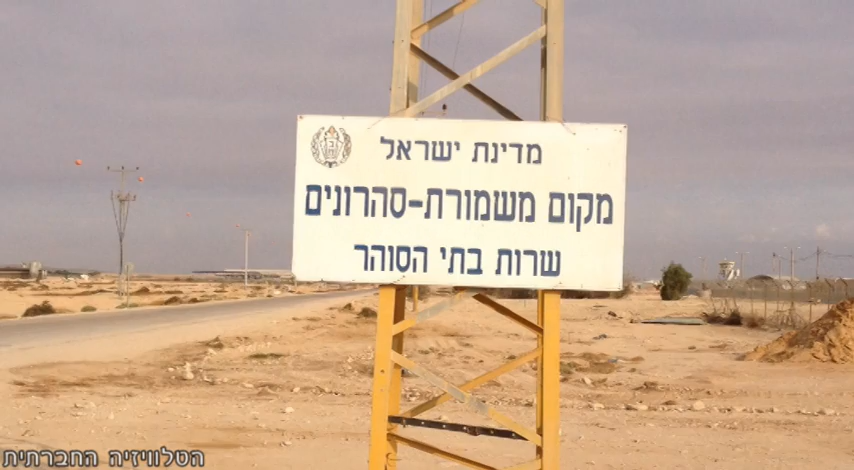 מדינת ישראל
מקום משמורת-סהרונים
שרות בתי הסוהר
הטלוויזיה החברתית